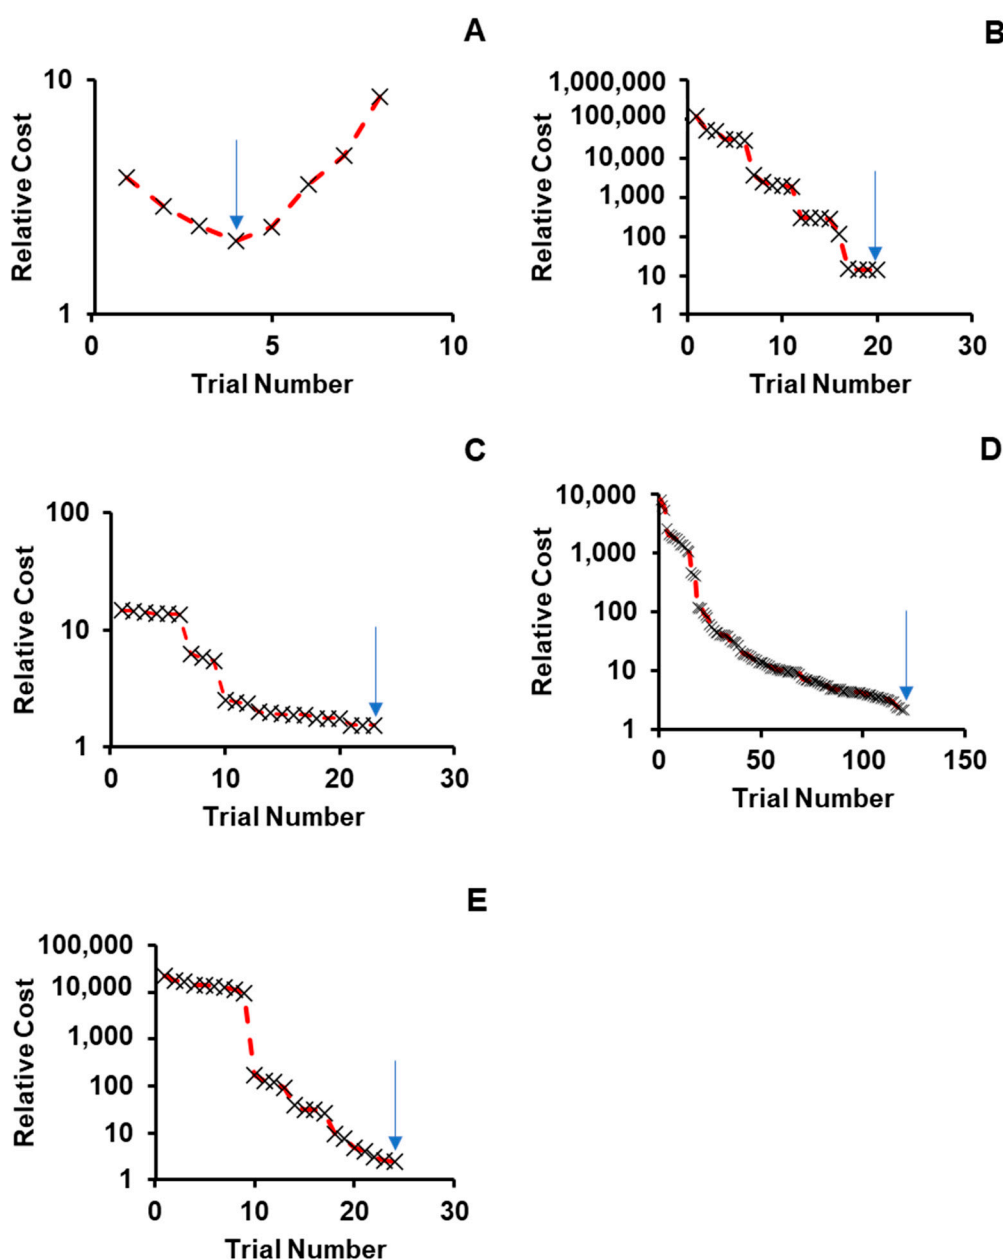 A
10
1
Relative Cost
0 5 10
Trial Number
B
1,000,000
100,000
10,000
1,000
100
10
1
Relative Cost
0 10 20 30
Trial Number
C
100
10
1
Relative Cost
0 10 20 30
Trial Number
D
10,000
1,000
100
10
1
Relative Cost
0 50 100 150
Trial Number
E
100,000
10,000
1,000
100
10
1
Relative Cost
0 10 20 30
Trial Number